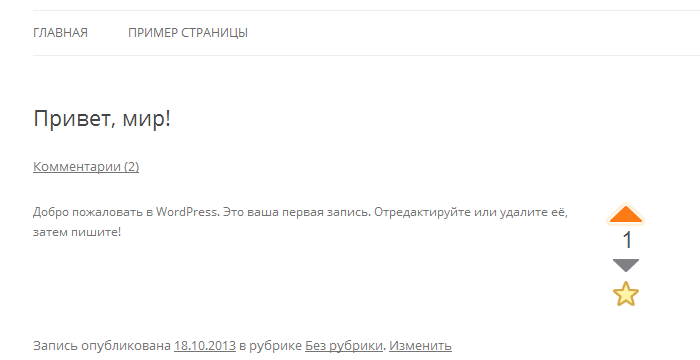 ГЛАВНАЯ ПРИМЕР СТРАНИЦЫ
Привет, мир!
Комментарии (2)
Добро пожаловать в WordPress. Это ваша первая запись. Отредактируйте или удалите её,
затем пишите!
1
Запись опубликована 18.10.2013 в рубрике Без рубрики. Изменить